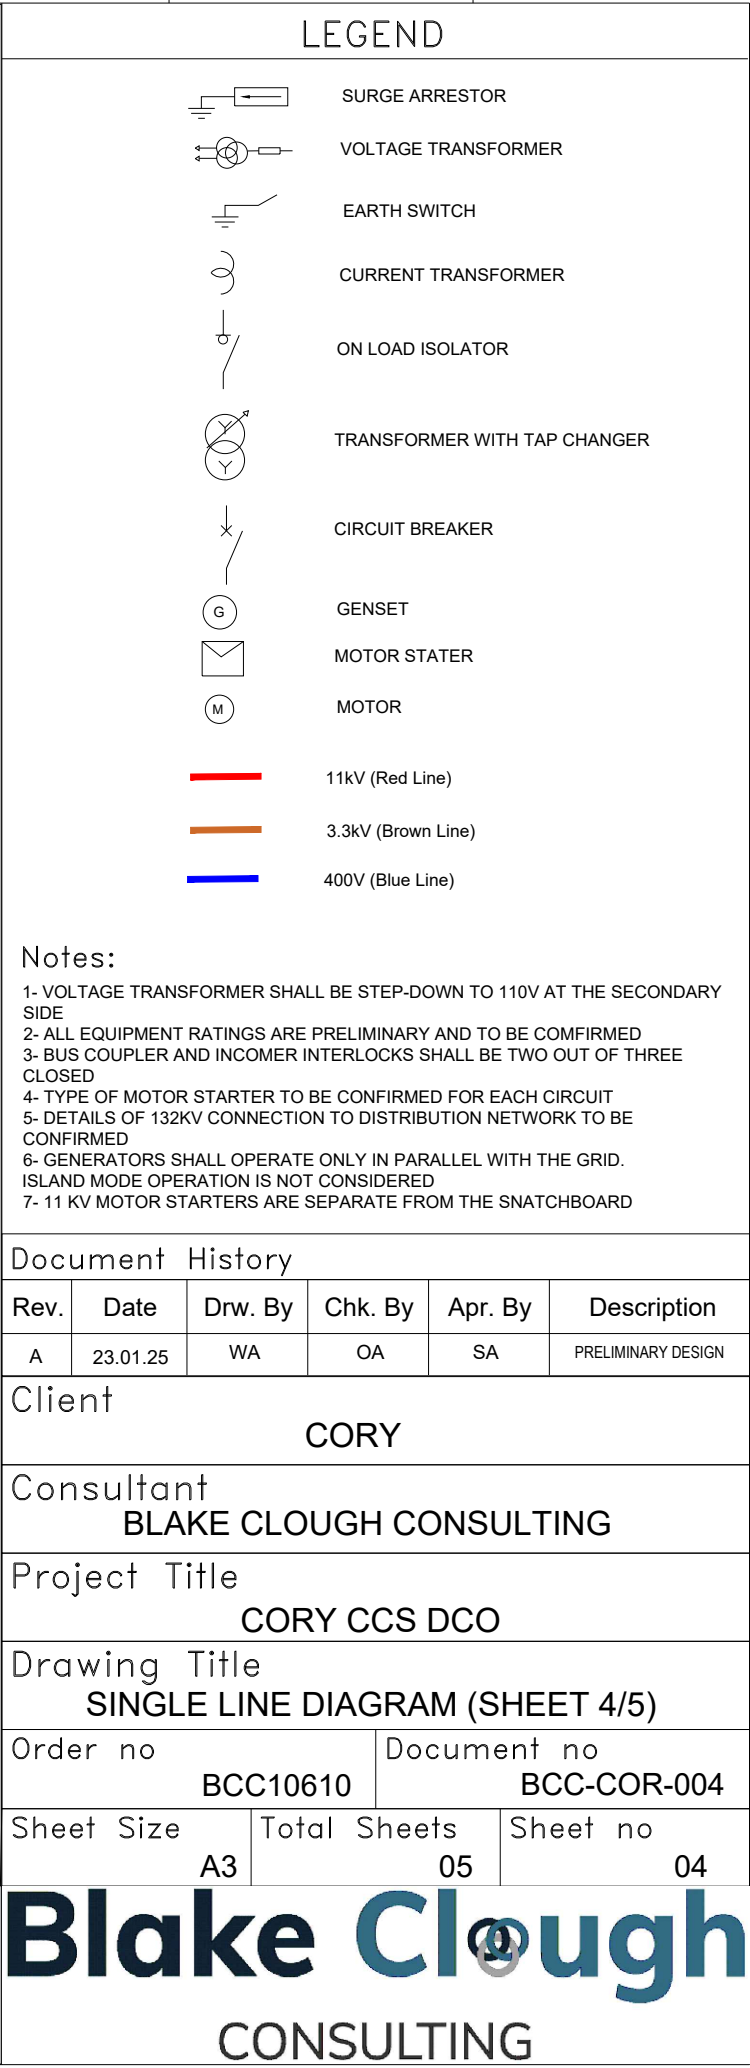 LEGEND
SURGE ARRESTOR
VOLTAGE TRANSFORMER
EARTH SWITCH
CURRENT TRANSFORMER
ON LOAD ISOLATOR
Y
Y
TRANSFORMER WITH TAP CHANGER
CIRCUIT BREAKER
G GENSET
MOTOR STATER
M MOTOR
11kV (Red Line)
3.3kV (Brown Line)
400V (Blue Line)
Notes:
1- VOLTAGE TRANSFORMER SHALL BE STEP-DOWN TO 110V AT THE SECONDARY
SIDE
2- ALL EQUIPMENT RATINGS ARE PRELIMINARY AND TO BE COMFIRMED
3- BUS COUPLER AND INCOMER INTERLOCKS SHALL BE TWO OUT OF THREE
CLOSED
4- TYPE OF MOTOR STARTER TO BE CONFIRMED FOR EACH CIRCUIT
5- DETAILS OF 132KV CONNECTION TO DISTRIBUTION NETWORK TO BE
CONFIRMED
6- GENERATORS SHALL OPERATE ONLY IN PARALLEL WITH THE GRID.
ISLAND MODE OPERATION IS NOT CONSIDERED
7- 11 KV MOTOR STARTERS ARE SEPARATE FROM THE SNATCHBOARD
Document History
Rev. Date Drw. By Chk. By Apr. By Description
A 23.01.25 WA OA SA PRELIMINARY DESIGN
Client
CORY
Consultant
BLAKE CLOUGH CONSULTING
Project Title
CORY CCS DCO
Drawing Title
SINGLE LINE DIAGRAM (SHEET 4/5)
Order no Document no
BCC10610 BCC-COR-004
Sheet Size Total Sheets Sheet no
A3 05 04
Blake Clough
CONSULTING